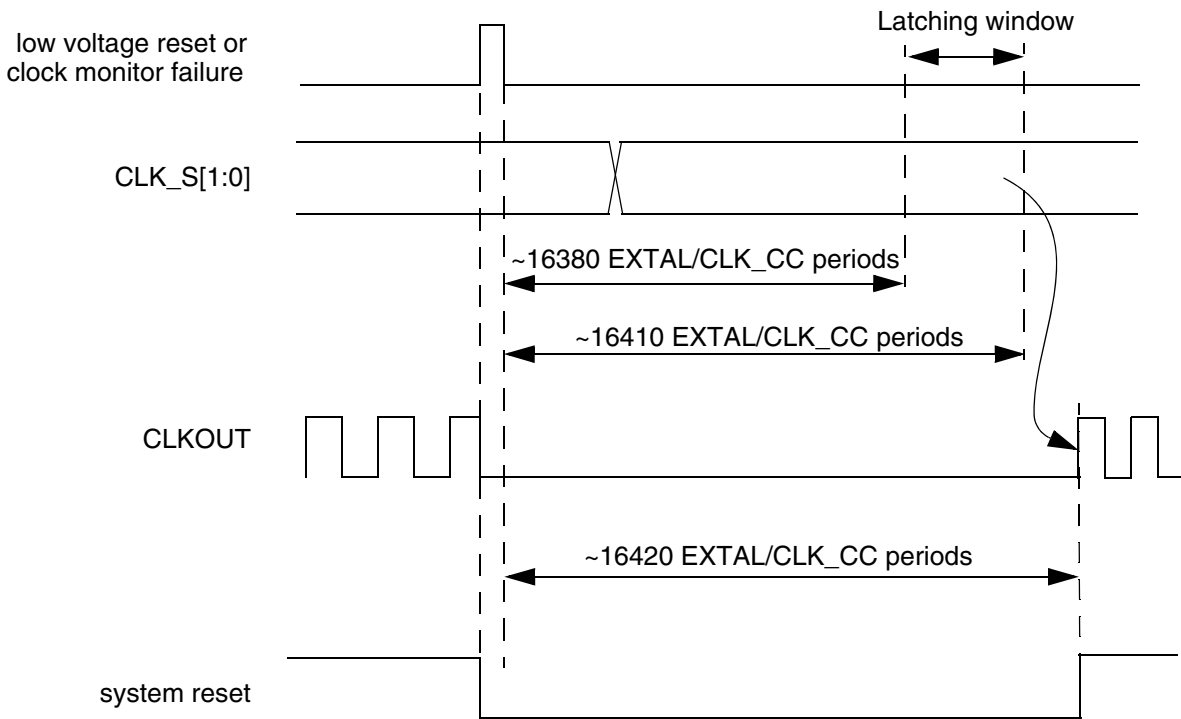 Latching window
low voltage reset or
clock monitor failure
CLK_S[1:0]
~16380 EXTAL/CLK_CC periods
~16410 EXTAL/CLK_CC periods
CLKOUT
~16420 EXTAL/CLK_CC periods
system reset